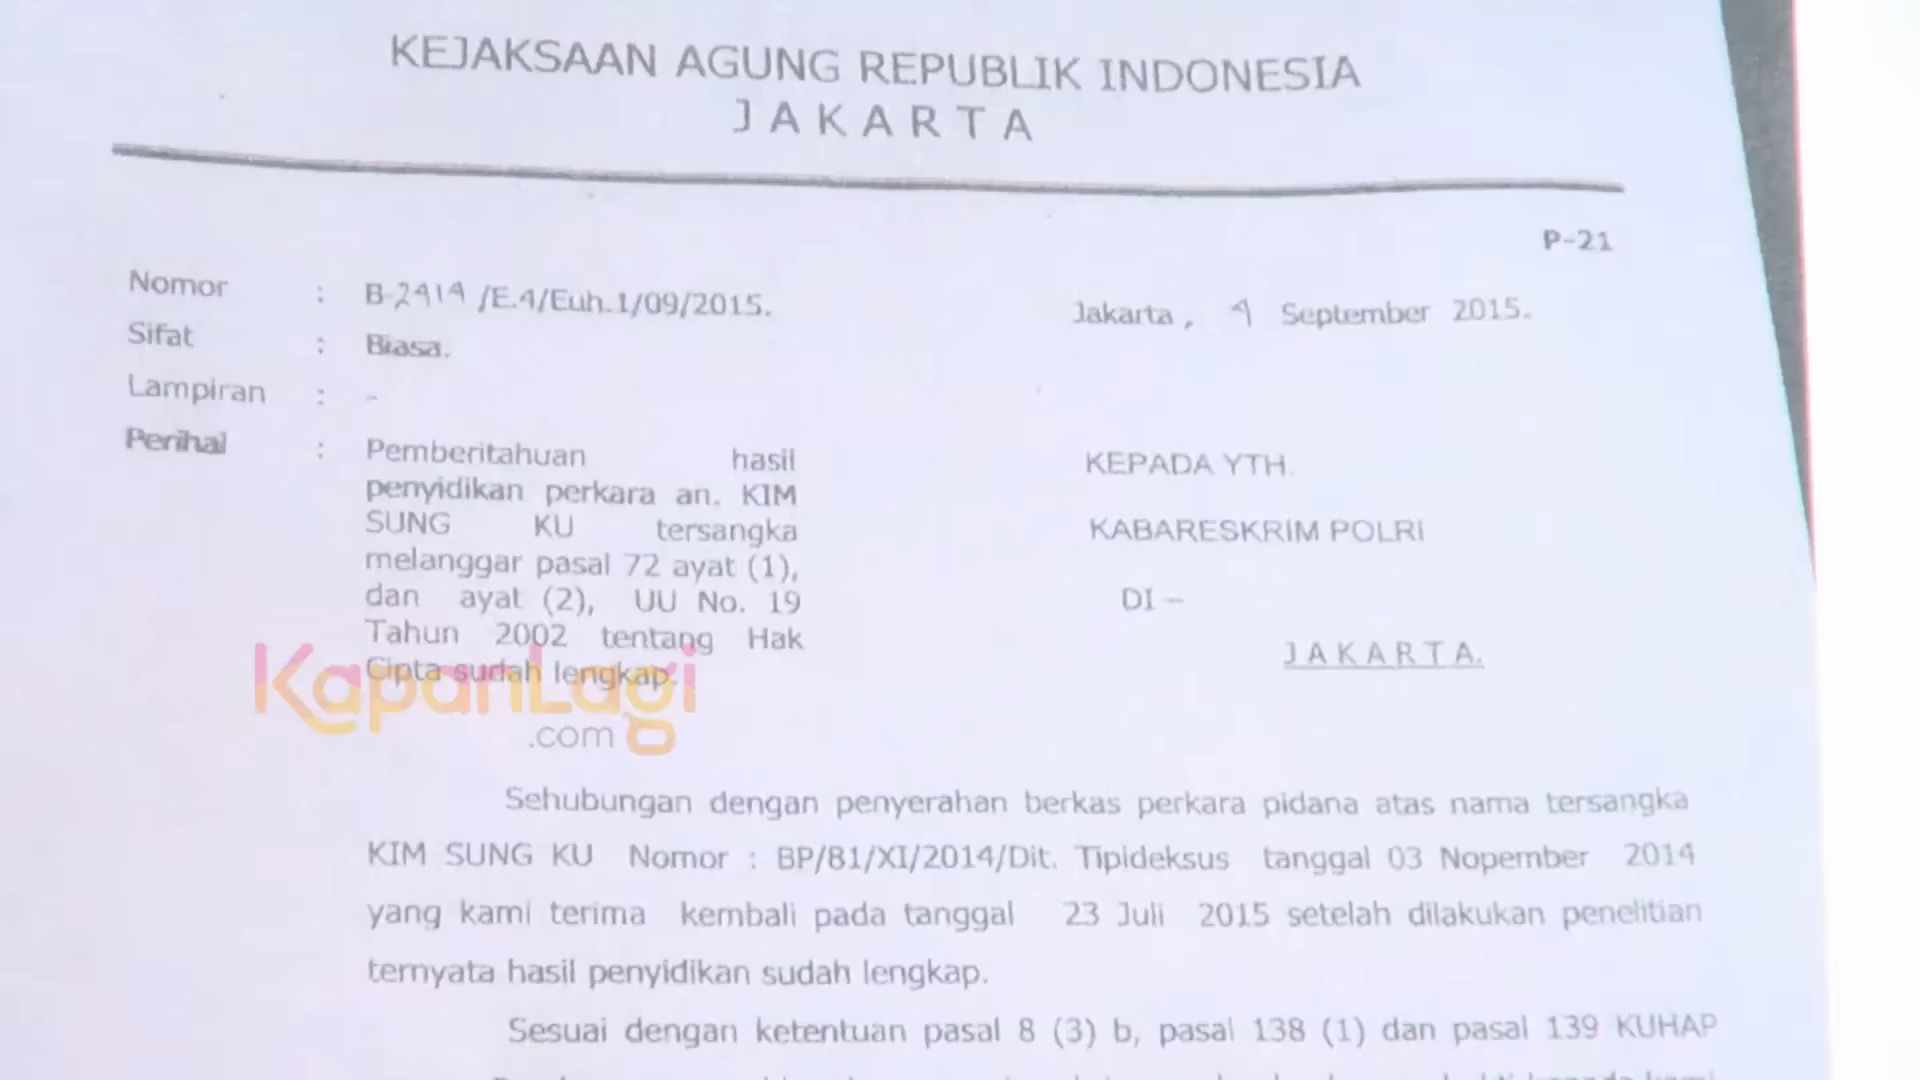 KEJAKSAAN AGUNG REPUBLIK INDONESIA
JAKARTA
P-21
Nomor : B-2414 /E.4/Euh.1/09/2015.
Jakarta, 4 September 2015.
Sifat : Biasa.
Lampiran : -
Perihal : Pemberitahuan hasil
penyidikan perkara an. KIM
SUNG KU tersangka
melanggar pasal 72 ayat (1),
dan ayat (2), UU No. 19
Tahun 2002 tentang Hak
Cipta sudah lengkap.
KEPADA YTH.
KABARESKRIM POLRI
DI –
JAKARTA.
KapanLagi
.com
Sehubungan dengan penyerahan berkas perkara pidana atas nama tersangka
KIM SUNG KU Nomor : BP/81/XI/2014/Dit. Tipideksus tanggal 03 Nopember 2014
yang kami terima kembali pada tanggal 23 Juli 2015 setelah dilakukan penelitian
ternyata hasil penyidikan sudah lengkap.
Sesuai dengan ketentuan pasal 8 (3) b, pasal 138 (1) dan pasal 139 KUHAP